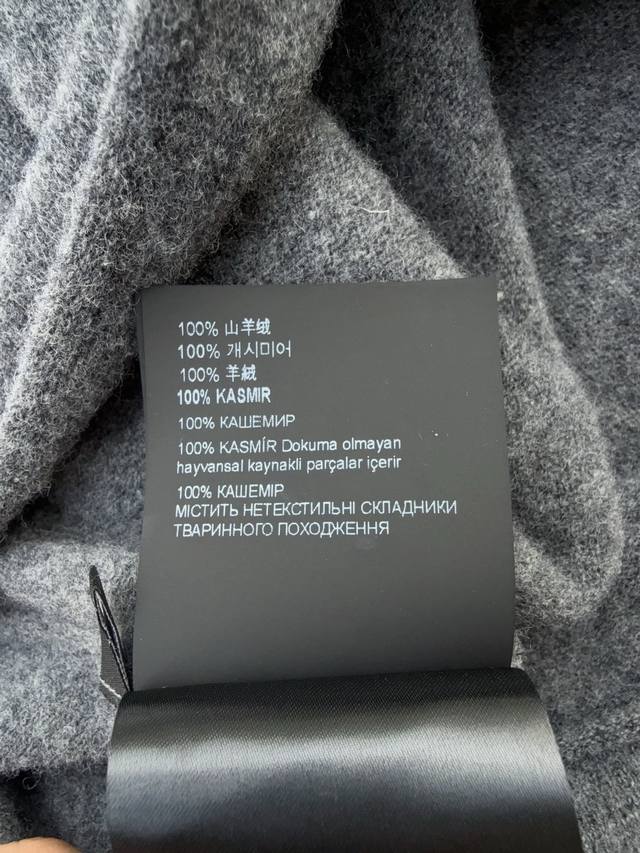 100% 山羊绒
100% 개시미어
100% 羊絨
100% KASMIR
100% КАШЕМИР
100% KASMİR Dokuma olmayan
hayvansal kaynakli parçalar içerir
100% КАШЕМІР
МІСТИТЬ НЕТЕКСТИЛЬНІ СКЛАДНИКИ
ТВАРИННОГО ПОХОДЖЕННЯ